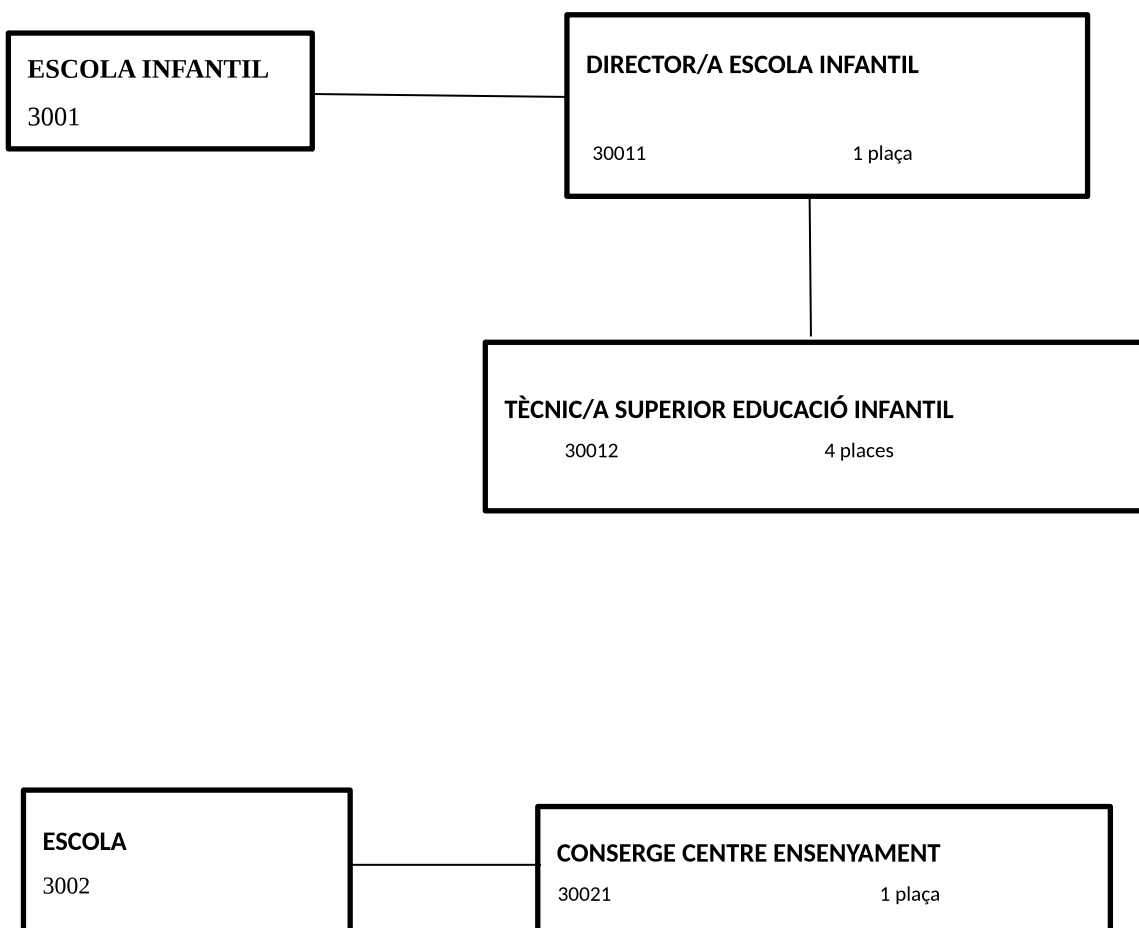 ESCOLA INFANTIL
3001
DIRECTOR/A ESCOLA INFANTIL
30011 1 plaça
TÈCNIC/A SUPERIOR EDUCACIÓ INFANTIL
30012 4 places
ESCOLA
3002
CONSERGE CENTRE ENSENYAMENT
30021 1 plaça